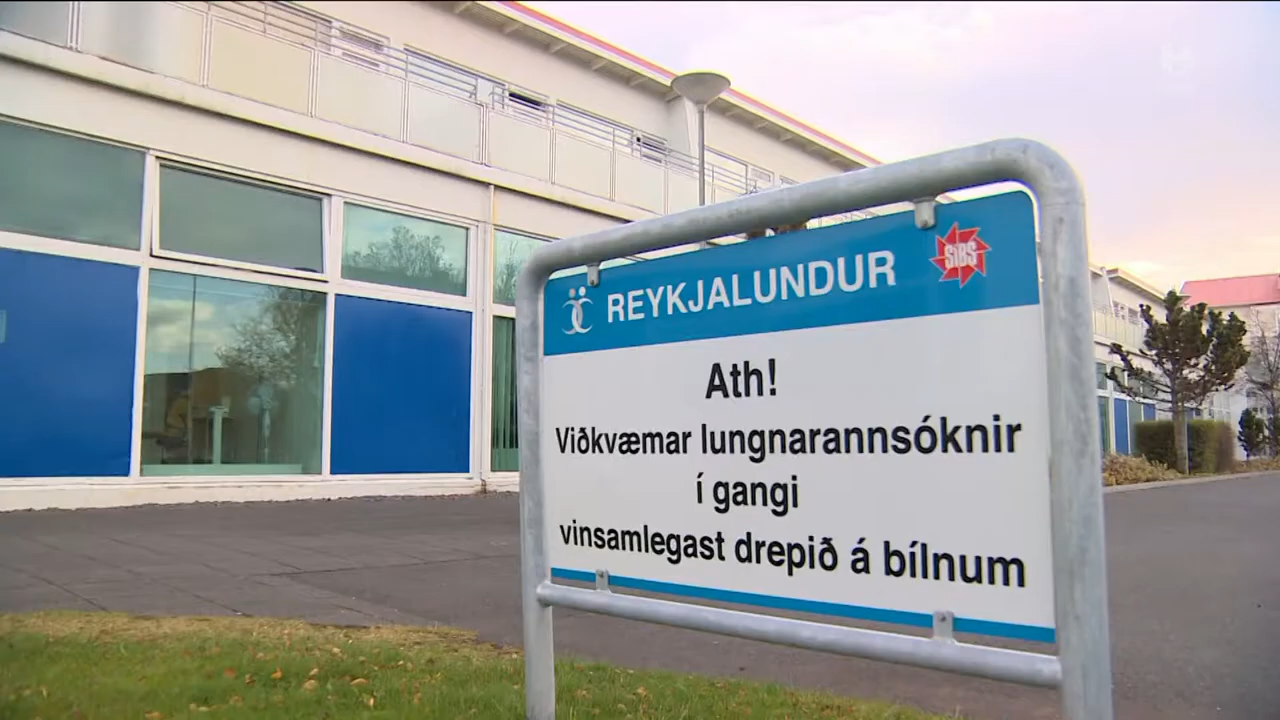 REYKJALUNDUR
SÍBS
Ath!
Viðkvæmar lungnarannsóknir
í gangi
vinsamlegast drepið á bílnum